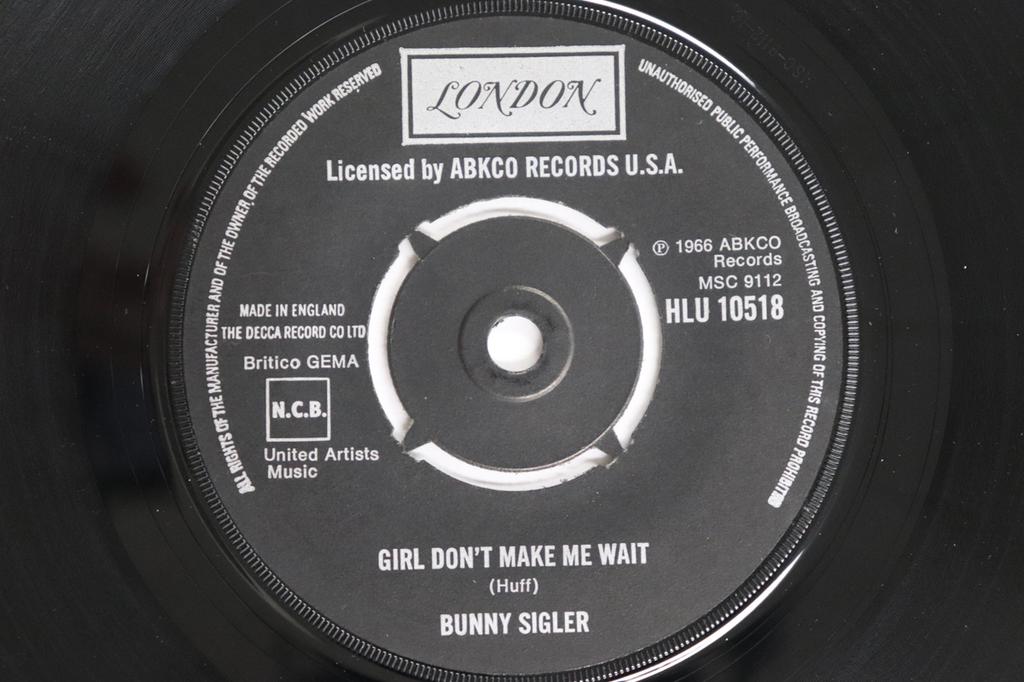 LONDON
Licensed by ABKCO RECORDS U.S.A.
ALL RIGHTS OF THE MANUFACTURER AND OF THE OWNER OF THE RECORDED WORK RESERVED
UNAUTHORISED PUBLIC PERFORMANCE BROADCASTING AND COPYING OF THIS RECORD PROHIBITED
℗ 1966 ABKCO
Records
MSC 9112
HLU 10518
MADE IN ENGLAND
THE DECCA RECORD CO LTD
Britico GEMA
N.C.B.
United Artists
Music
GIRL DON'T MAKE ME WAIT
(Huff)
BUNNY SIGLER